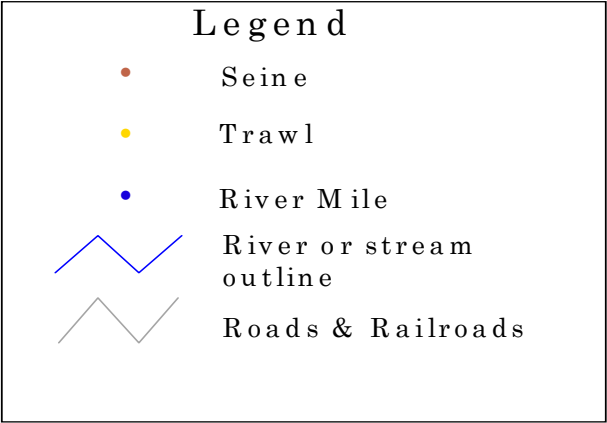 Legend
Seine
Trawl
River Mile
River or stream
outline
Roads & Railroads